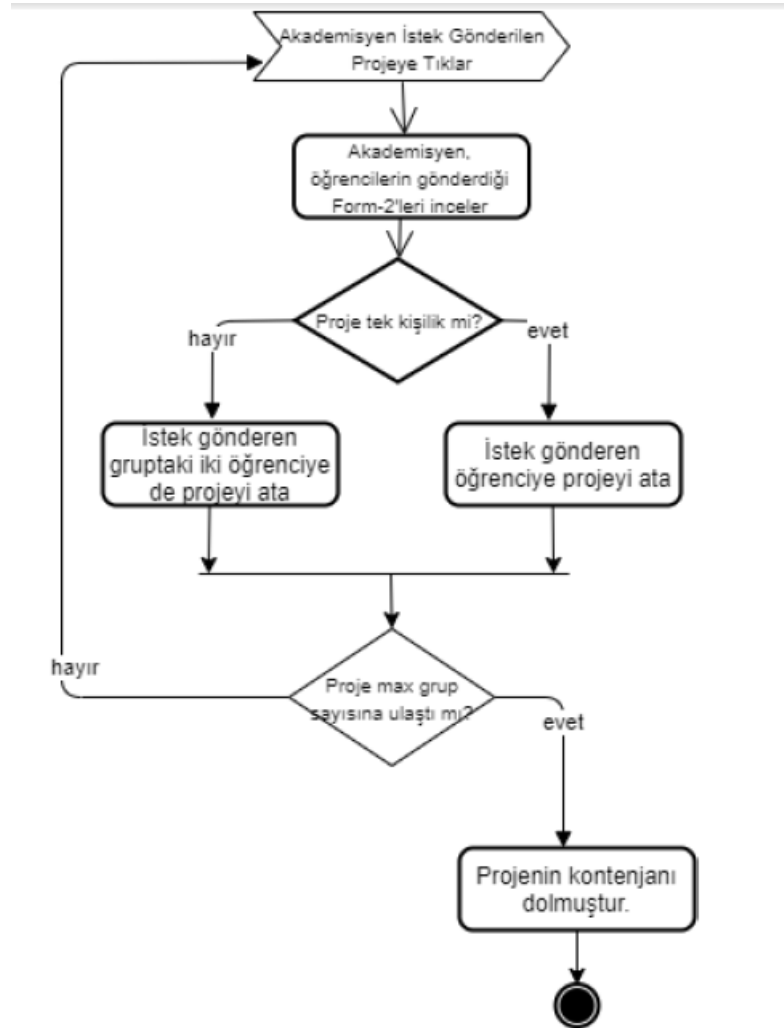 Akademisyen İstek Gönderilen
Projeye Tıklar
Akademisyen,
öğrencilerin gönderdiği
Form-2'leri inceler
Proje tek kişilik mi?
hayır
evet
İstek gönderen
gruptaki iki öğrenciye
de projeyi ata
İstek gönderen
öğrenciye projeyi ata
hayır
Proje max grup
sayısına ulaştı mı?
evet
Projenin kontenjanı
dolmuştur.